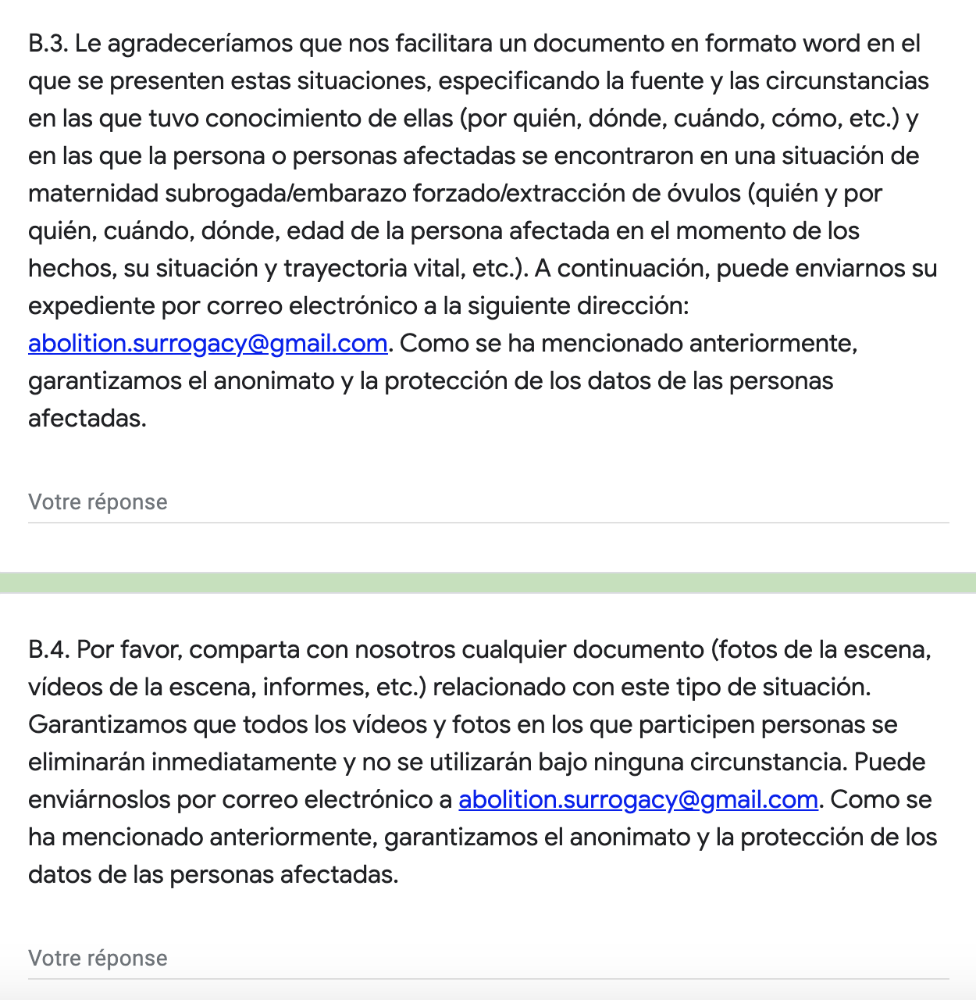 B.3. Le agradeceríamos que nos facilitara un documento en formato word en el
que se presenten estas situaciones, especificando la fuente y las circunstancias
en las que tuvo conocimiento de ellas (por quién, dónde, cuándo, cómo, etc.) y
en las que la persona o personas afectadas se encontraron en una situación de
maternidad subrogada/embarazo forzado/extracción de óvulos (quién y por
quién, cuándo, dónde, edad de la persona afectada en el momento de los
hechos, su situación y trayectoria vital, etc.). A continuación, puede enviarnos su
expediente por correo electrónico a la siguiente dirección:
abolition.surrogacy@gmail.com. Como se ha mencionado anteriormente,
garantizamos el anonimato y la protección de los datos de las personas
afectadas.
Votre réponse
B.4. Por favor, comparta con nosotros cualquier documento (fotos de la escena,
vídeos de la escena, informes, etc.) relacionado con este tipo de situación.
Garantizamos que todos los vídeos y fotos en los que participen personas se
eliminarán inmediatamente y no se utilizarán bajo ninguna circunstancia. Puede
enviárnoslos por correo electrónico a abolition.surrogacy@gmail.com. Como se
ha mencionado anteriormente, garantizamos el anonimato y la protección de los
datos de las personas afectadas.
Votre réponse